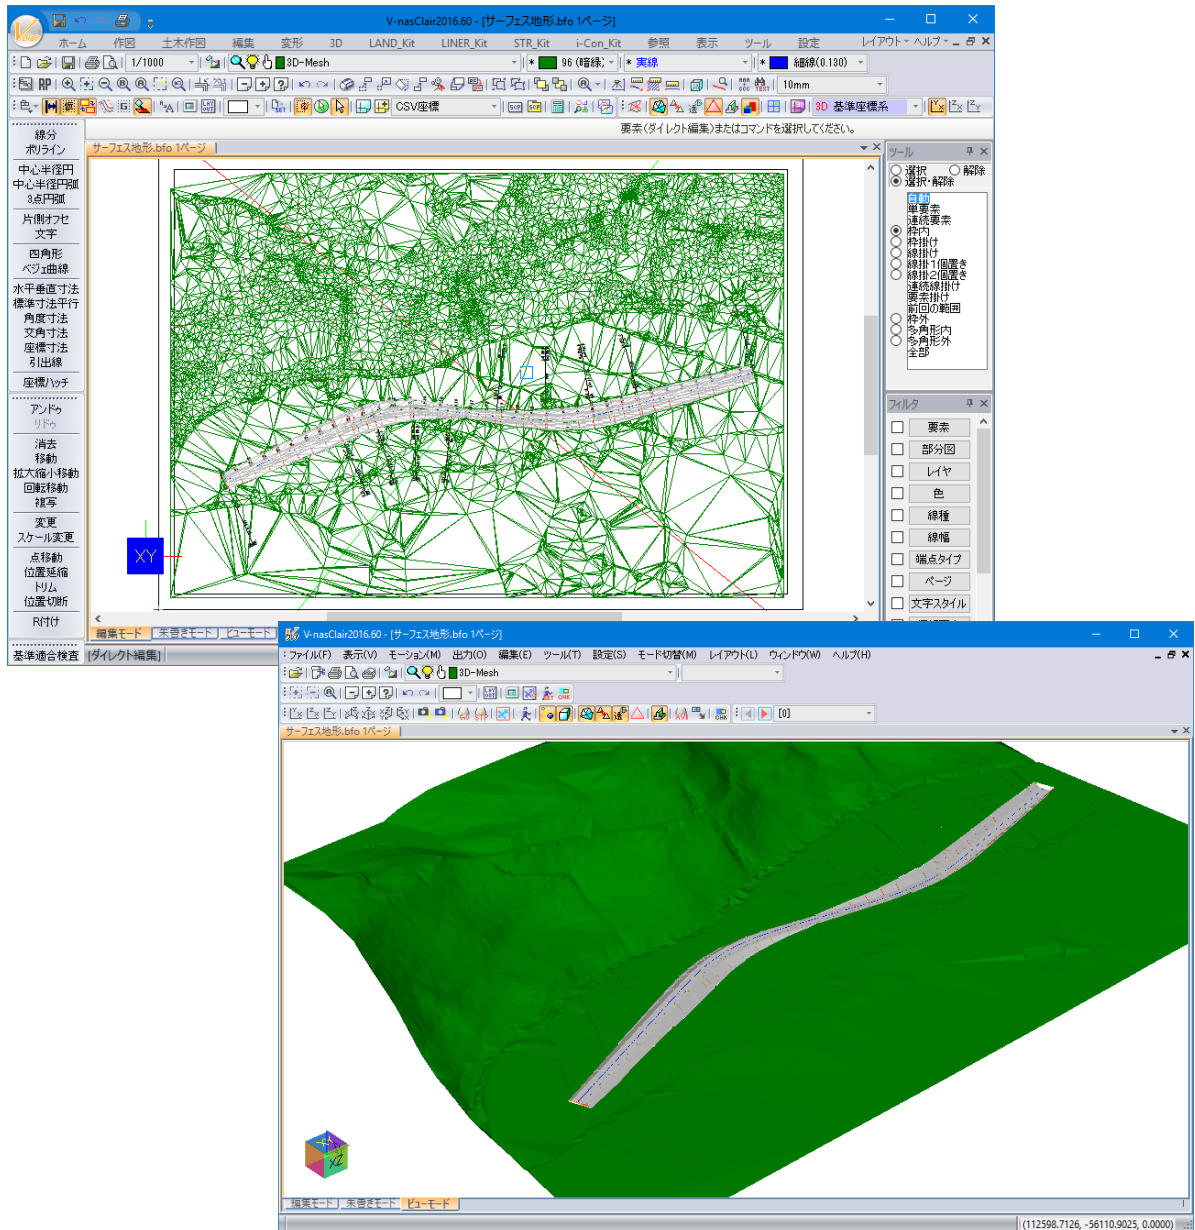 V-nasClair2016.60 - [サーフェス地形.bfo 1ページ]
ホーム 作図 土木作図 編集 変形 3D LAND_Kit LINER_Kit STR_Kit i-Con_Kit 参照 表示 ツール 設定 レイアウト ヘルプ
1/1000 3D-Mesh * 96 (暗緑) * 実線 * 細線(0.130)
RP 10mm
CSV座標 3D 基準座標系
要素(ダイレクト編集)またはコマンドを選択してください。
サーフェス地形.bfo 1ページ
線分
ポリライン
中心半径円
中心半径円弧
3点円弧
片側オフセ
文字
四角形
ベジェ曲線
水平垂直寸法
標準寸法平行
角度寸法
交角寸法
座標寸法
引出線
座標ハッチ
アンドゥ
リドゥ
消去
移動
拡大縮小移動
回転移動
複写
変更
スケール変更
点移動
位置延縮
トリム
位置切断
R付け
基準適合検査
XY
編集モード 朱書きモード ビューモード
[ダイレクト編集]
ツール
選択 解除
選択・解除
自動
単要素
連続要素
枠内
枠掛け
線掛け
線掛1個置き
線掛2個置き
連続線掛け
要素掛け
前回の範囲
枠外
多角形内
多角形外
全部
フィルタ
要素
部分図
レイヤ
色
線種
線幅
端点タイプ
ページ
文字スタイル
V-nasClair2016.60 - [サーフェス地形.bfo 1ページ]
ファイル(F) 表示(V) モーション(M) 出力(O) 編集(E) ツール(T) 設定(S) モード切替(M) レイアウト(L) ウィンドウ(W) ヘルプ(H)
3D-Mesh
[0]
サーフェス地形.bfo 1ページ
XZ
編集モード 朱書きモード ビューモード
(112598.7126, -56110.9025, 0.0000)